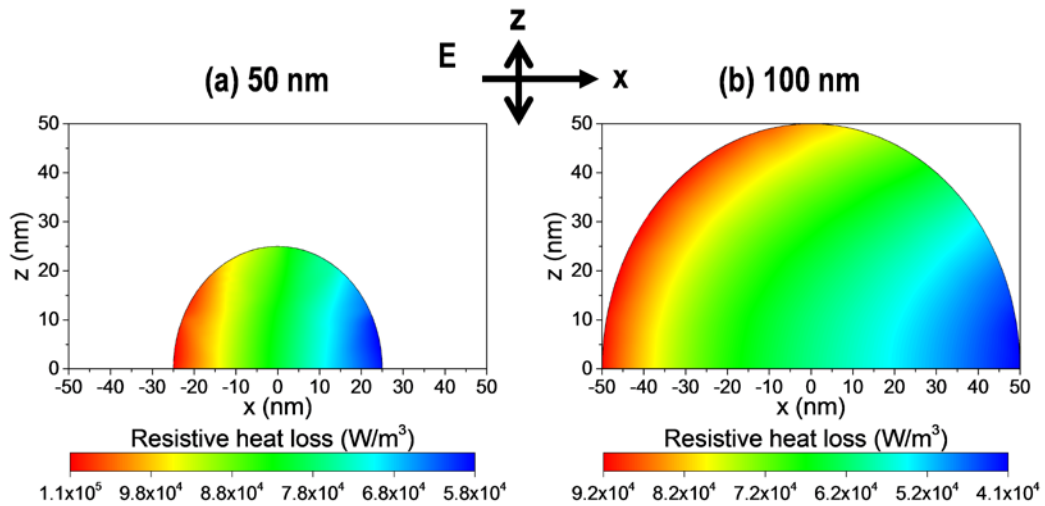 z
E
x
(a) 50 nm
(b) 100 nm
50
40
30
20
10
0
z (nm)
-50 -40 -30 -20 -10 0 10 20 30 40 50
x (nm)
50
40
30
20
10
0
z (nm)
-50 -40 -30 -20 -10 0 10 20 30 40 50
x (nm)
Resistive heat loss (W/m³)
1.1x10⁵ 9.8x10⁴ 8.8x10⁴ 7.8x10⁴ 6.8x10⁴ 5.8x10⁴
Resistive heat loss (W/m³)
9.2x10⁴ 8.2x10⁴ 7.2x10⁴ 6.2x10⁴ 5.2x10⁴ 4.1x10⁴